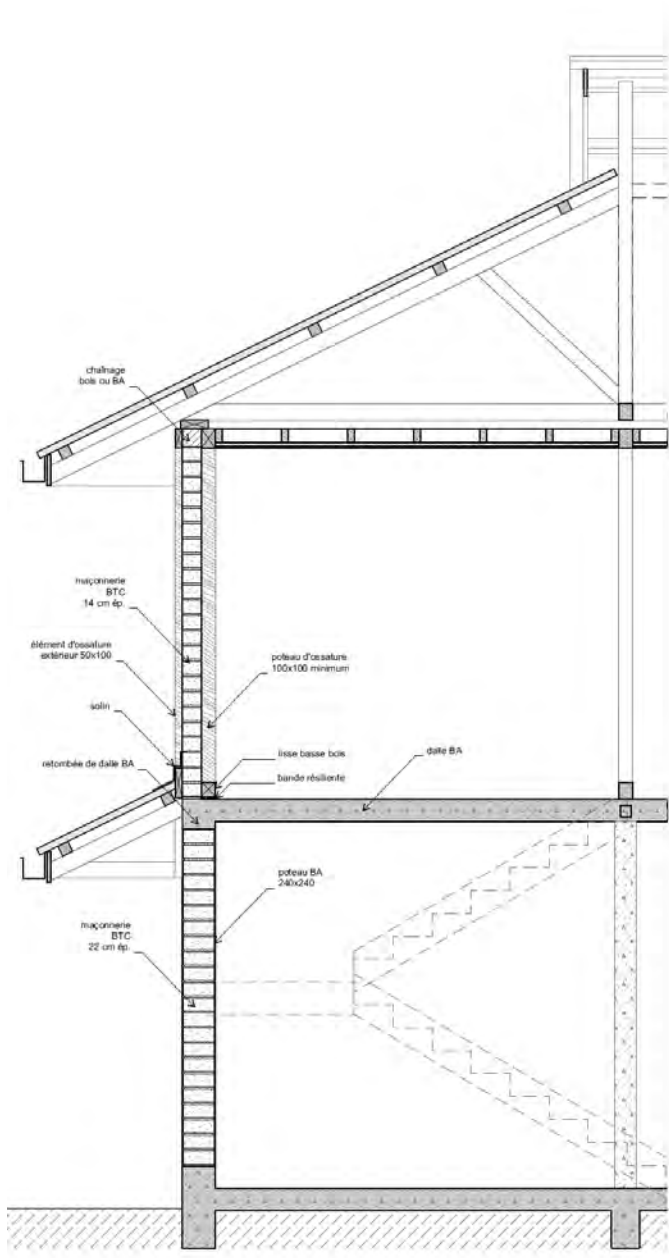 chaînage
bois ou BA
maçonnerie
BTC
14 cm ép.
élément d'ossature
extérieur 50x100
poteau d'ossature
100x100 minimum
solin
lisse basse bois
dalle BA
retombée de dalle BA
bande résiliente
poteau BA
240x240
maçonnerie
BTC
22 cm ép.